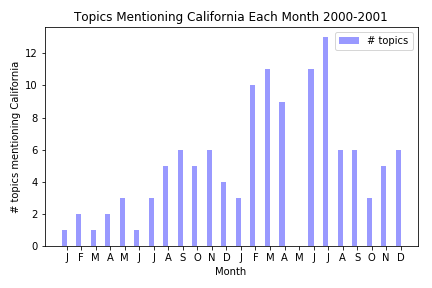 Topics Mentioning California Each Month 2000-2001
# topics
# topics mentioning California
12
10
8
6
4
2
0
J F M A M J J A S O N D J F M A M J J A S O N D
Month